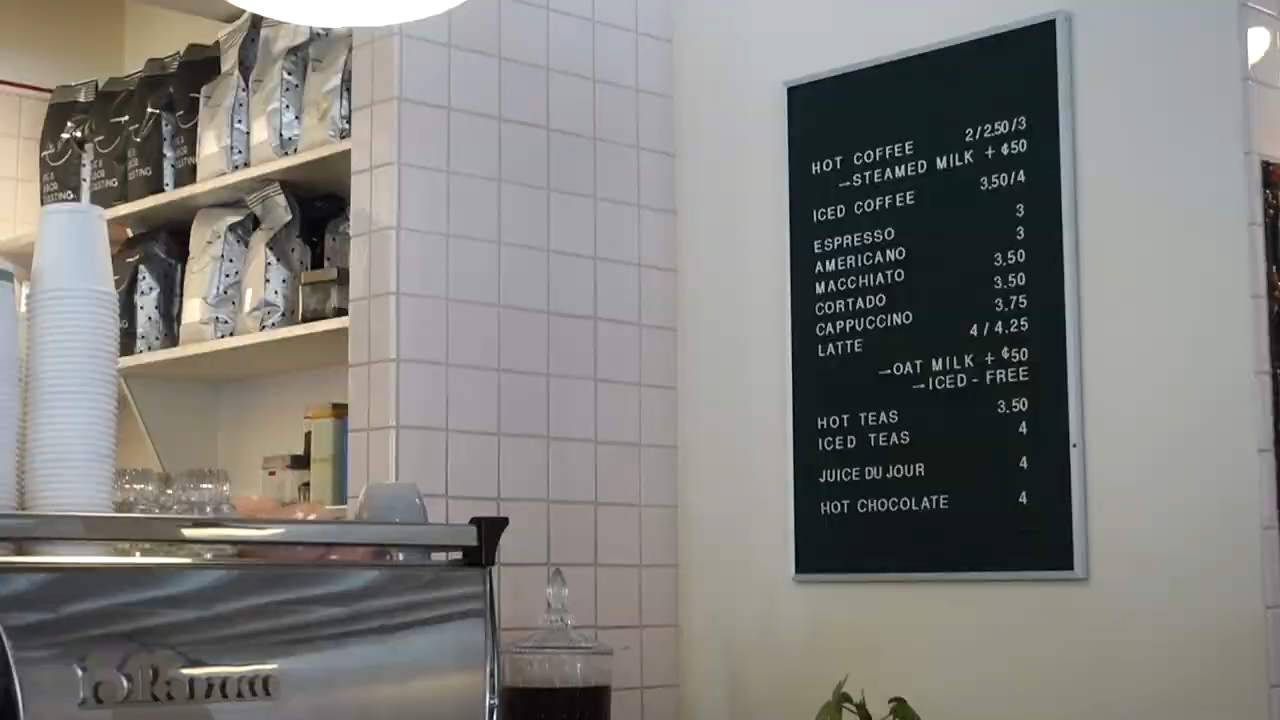 HOT COFFEE 2/2.50/3
→STEAMED MILK + ¢50
ICED COFFEE 3.50/4
ESPRESSO 3
AMERICANO 3
MACCHIATO 3.50
CORTADO 3.50
CAPPUCCINO 3.75
LATTE 4/4.25
→OAT MILK + ¢50
→ICED - FREE
HOT TEAS 3.50
ICED TEAS 4
JUICE DU JOUR 4
HOT CHOCOLATE 4